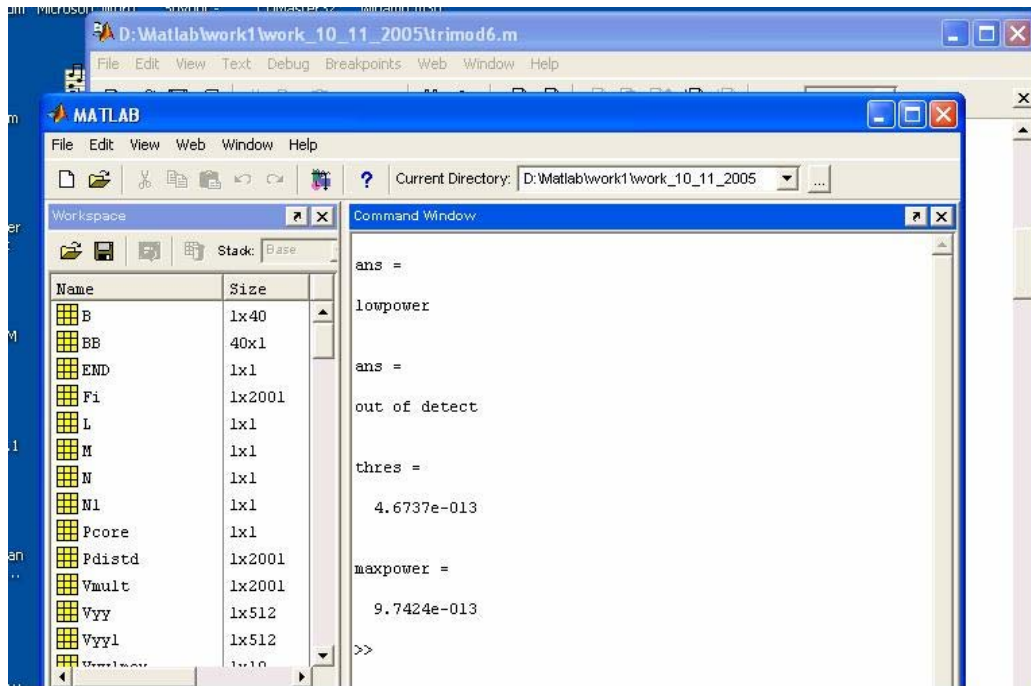 Microsoft Word
D:\Matlab\work1\work_10_11_2005\trimod6.m
File Edit View Text Debug Breakpoints Web Window Help
MATLAB
File Edit View Web Window Help
? Current Directory: D:\Matlab\work1\work_10_11_2005 ...
Workspace
Stack: Base
Name Size
B 1x40
BB 40x1
END 1x1
Fi 1x2001
L 1x1
M 1x1
N 1x1
N1 1x1
Pcore 1x1
Pdistd 1x2001
Vmult 1x2001
Vyy 1x512
Vyy1 1x512
1x10
Command Window
ans =
lowpower
ans =
out of detect
thres =
4.6737e-013
maxpower =
9.7424e-013
>>